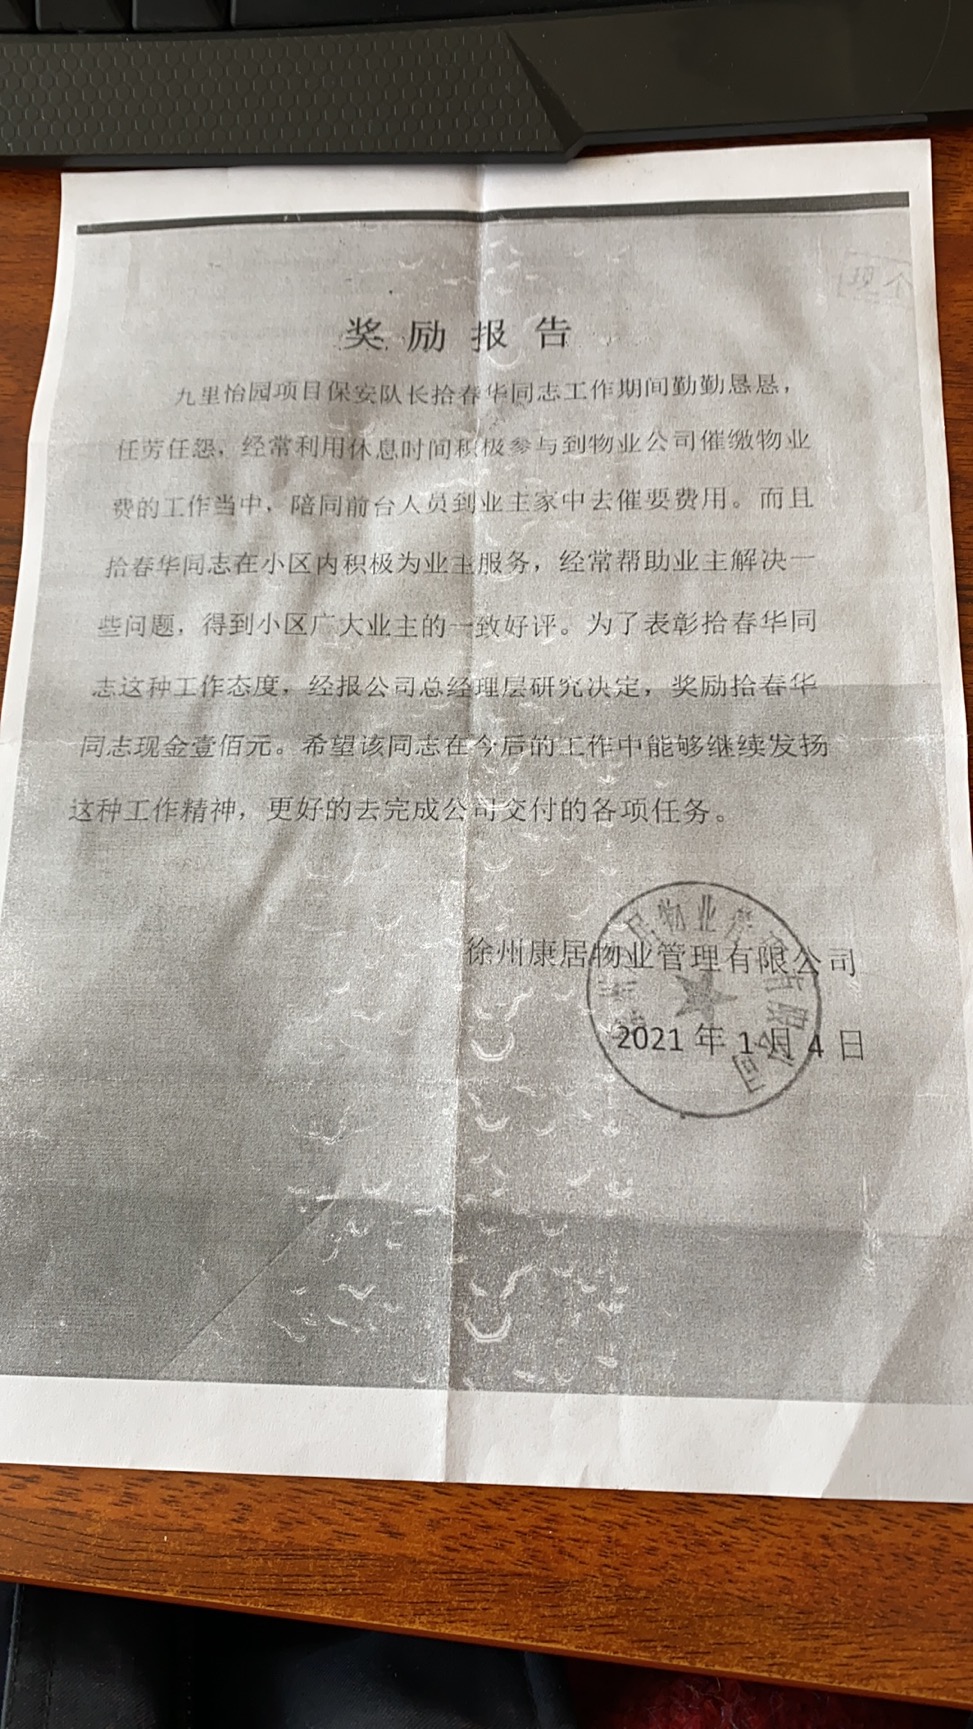 奖励报告
九里怡园项目保安队长拾春华同志工作期间勤勤恳恳，
任劳任怨，经常利用休息时间积极参与到物业公司催缴物业
费的工作当中，陪同前台人员到业主家中去催要费用。而且
拾春华同志在小区内积极为业主服务，经常帮助业主解决一
些问题，得到小区广大业主的一致好评。为了表彰拾春华同
志这种工作态度，经报公司总经理层研究决定，奖励拾春华
同志现金壹佰元。希望该同志在今后的工作中能够继续发扬
这种工作精神，更好的去完成公司交付的各项任务。
徐州康居物业管理有限公司
2021年1月4日